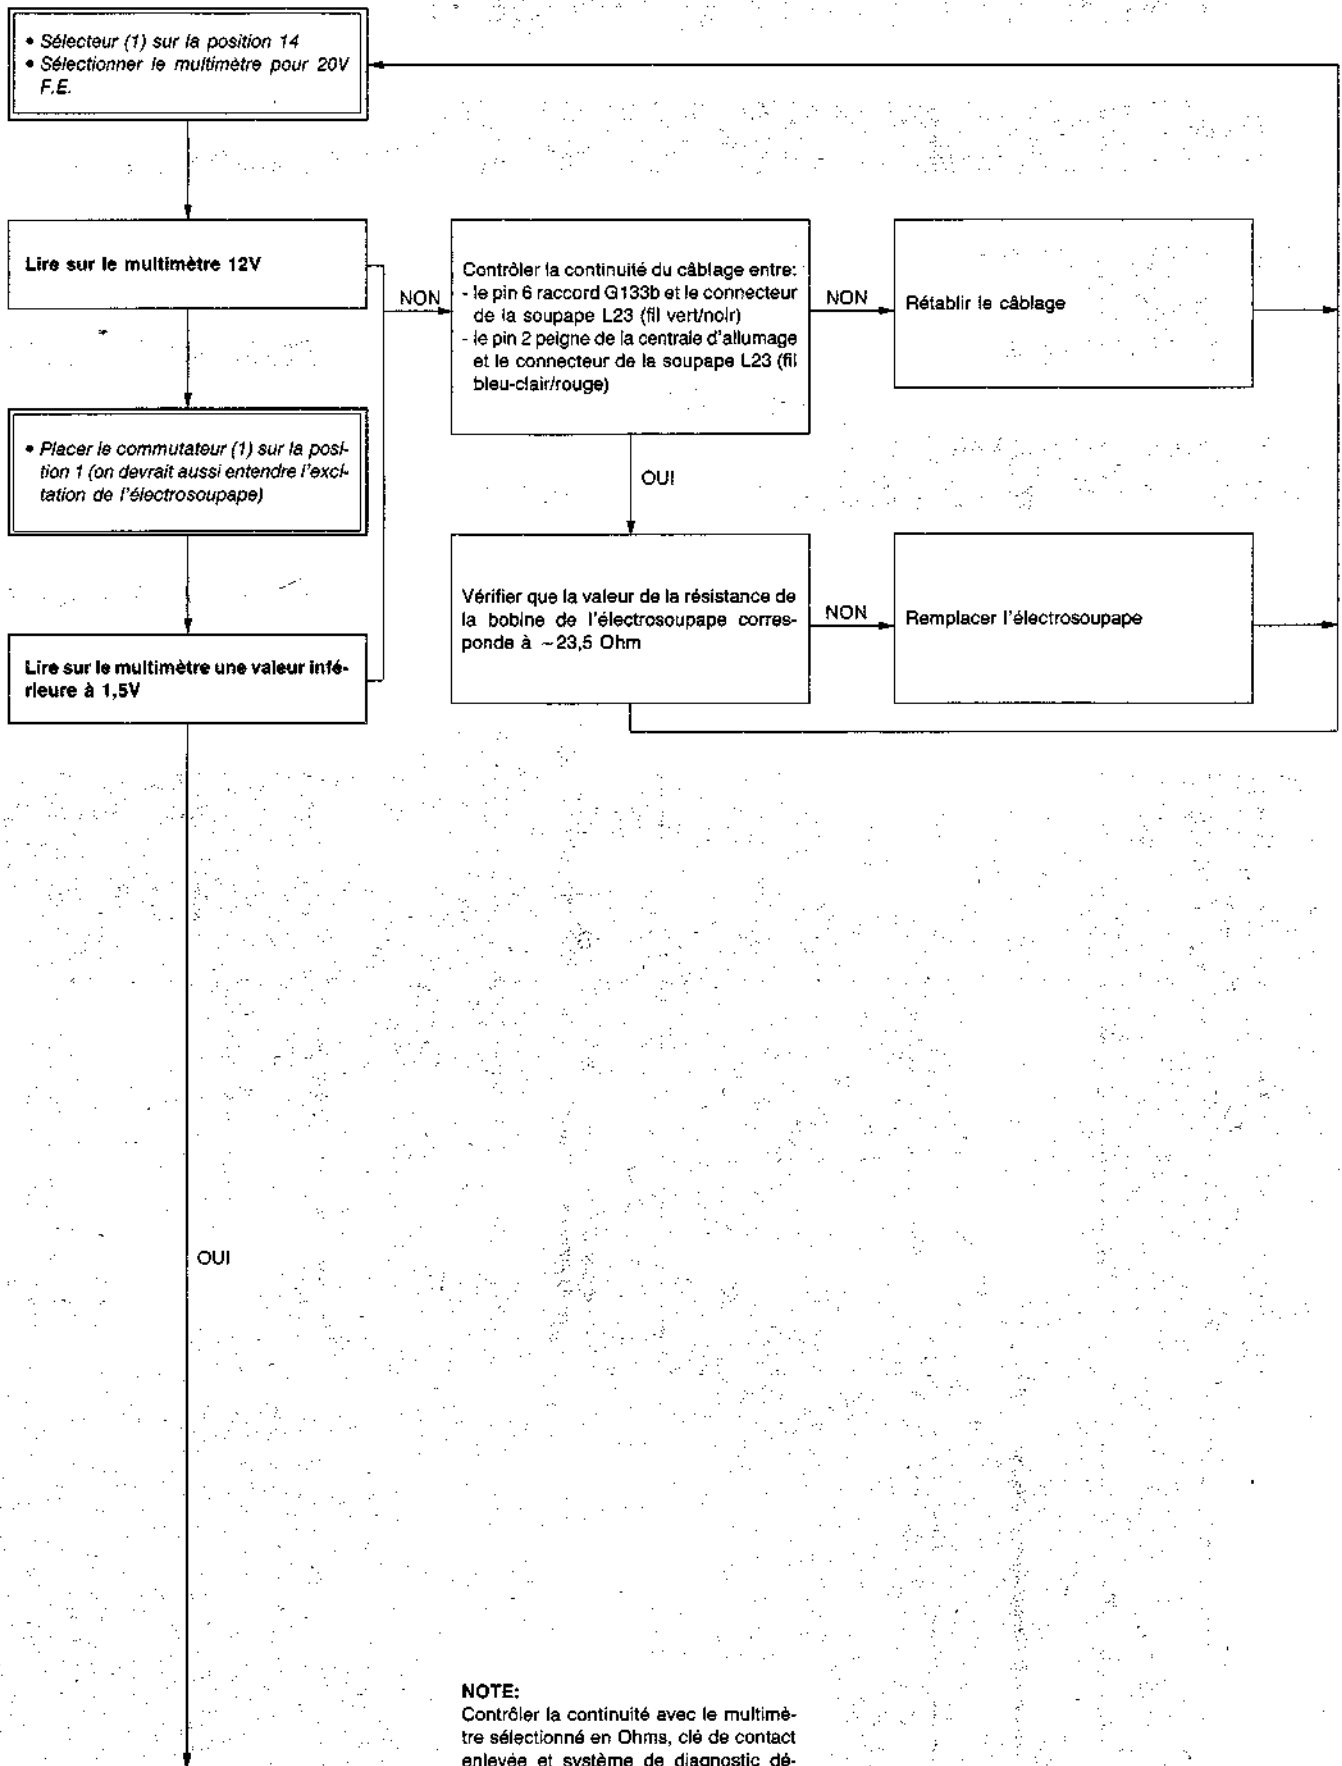 • Sélecteur (1) sur la position 14
• Sélectionner le multimètre pour 20V
F.E.
Lire sur le multimètre 12V
NON
Contrôler la continuité du câblage entre:
- le pin 6 raccord G133b et le connecteur
de la soupape L23 (fil vert/noir)
- le pin 2 peigne de la centrale d'allumage
et le connecteur de la soupape L23 (fil
bleu-clair/rouge)
NON
Rétablir le câblage
• Placer le commutateur (1) sur la posi-
tion 1 (on devrait aussi entendre l'exci-
tation de l'électrosoupape)
OUI
Vérifier que la valeur de la résistance de
la bobine de l'électrosoupape corres-
ponde à ~23,5 Ohm
NON
Remplacer l'électrosoupape
Lire sur le multimètre une valeur infé-
rieure à 1,5V
OUI
NOTE:
Contrôler la continuité avec le multimè-
tre sélectionné en Ohms, clé de contact
enlevée et système de diagnostic dé-